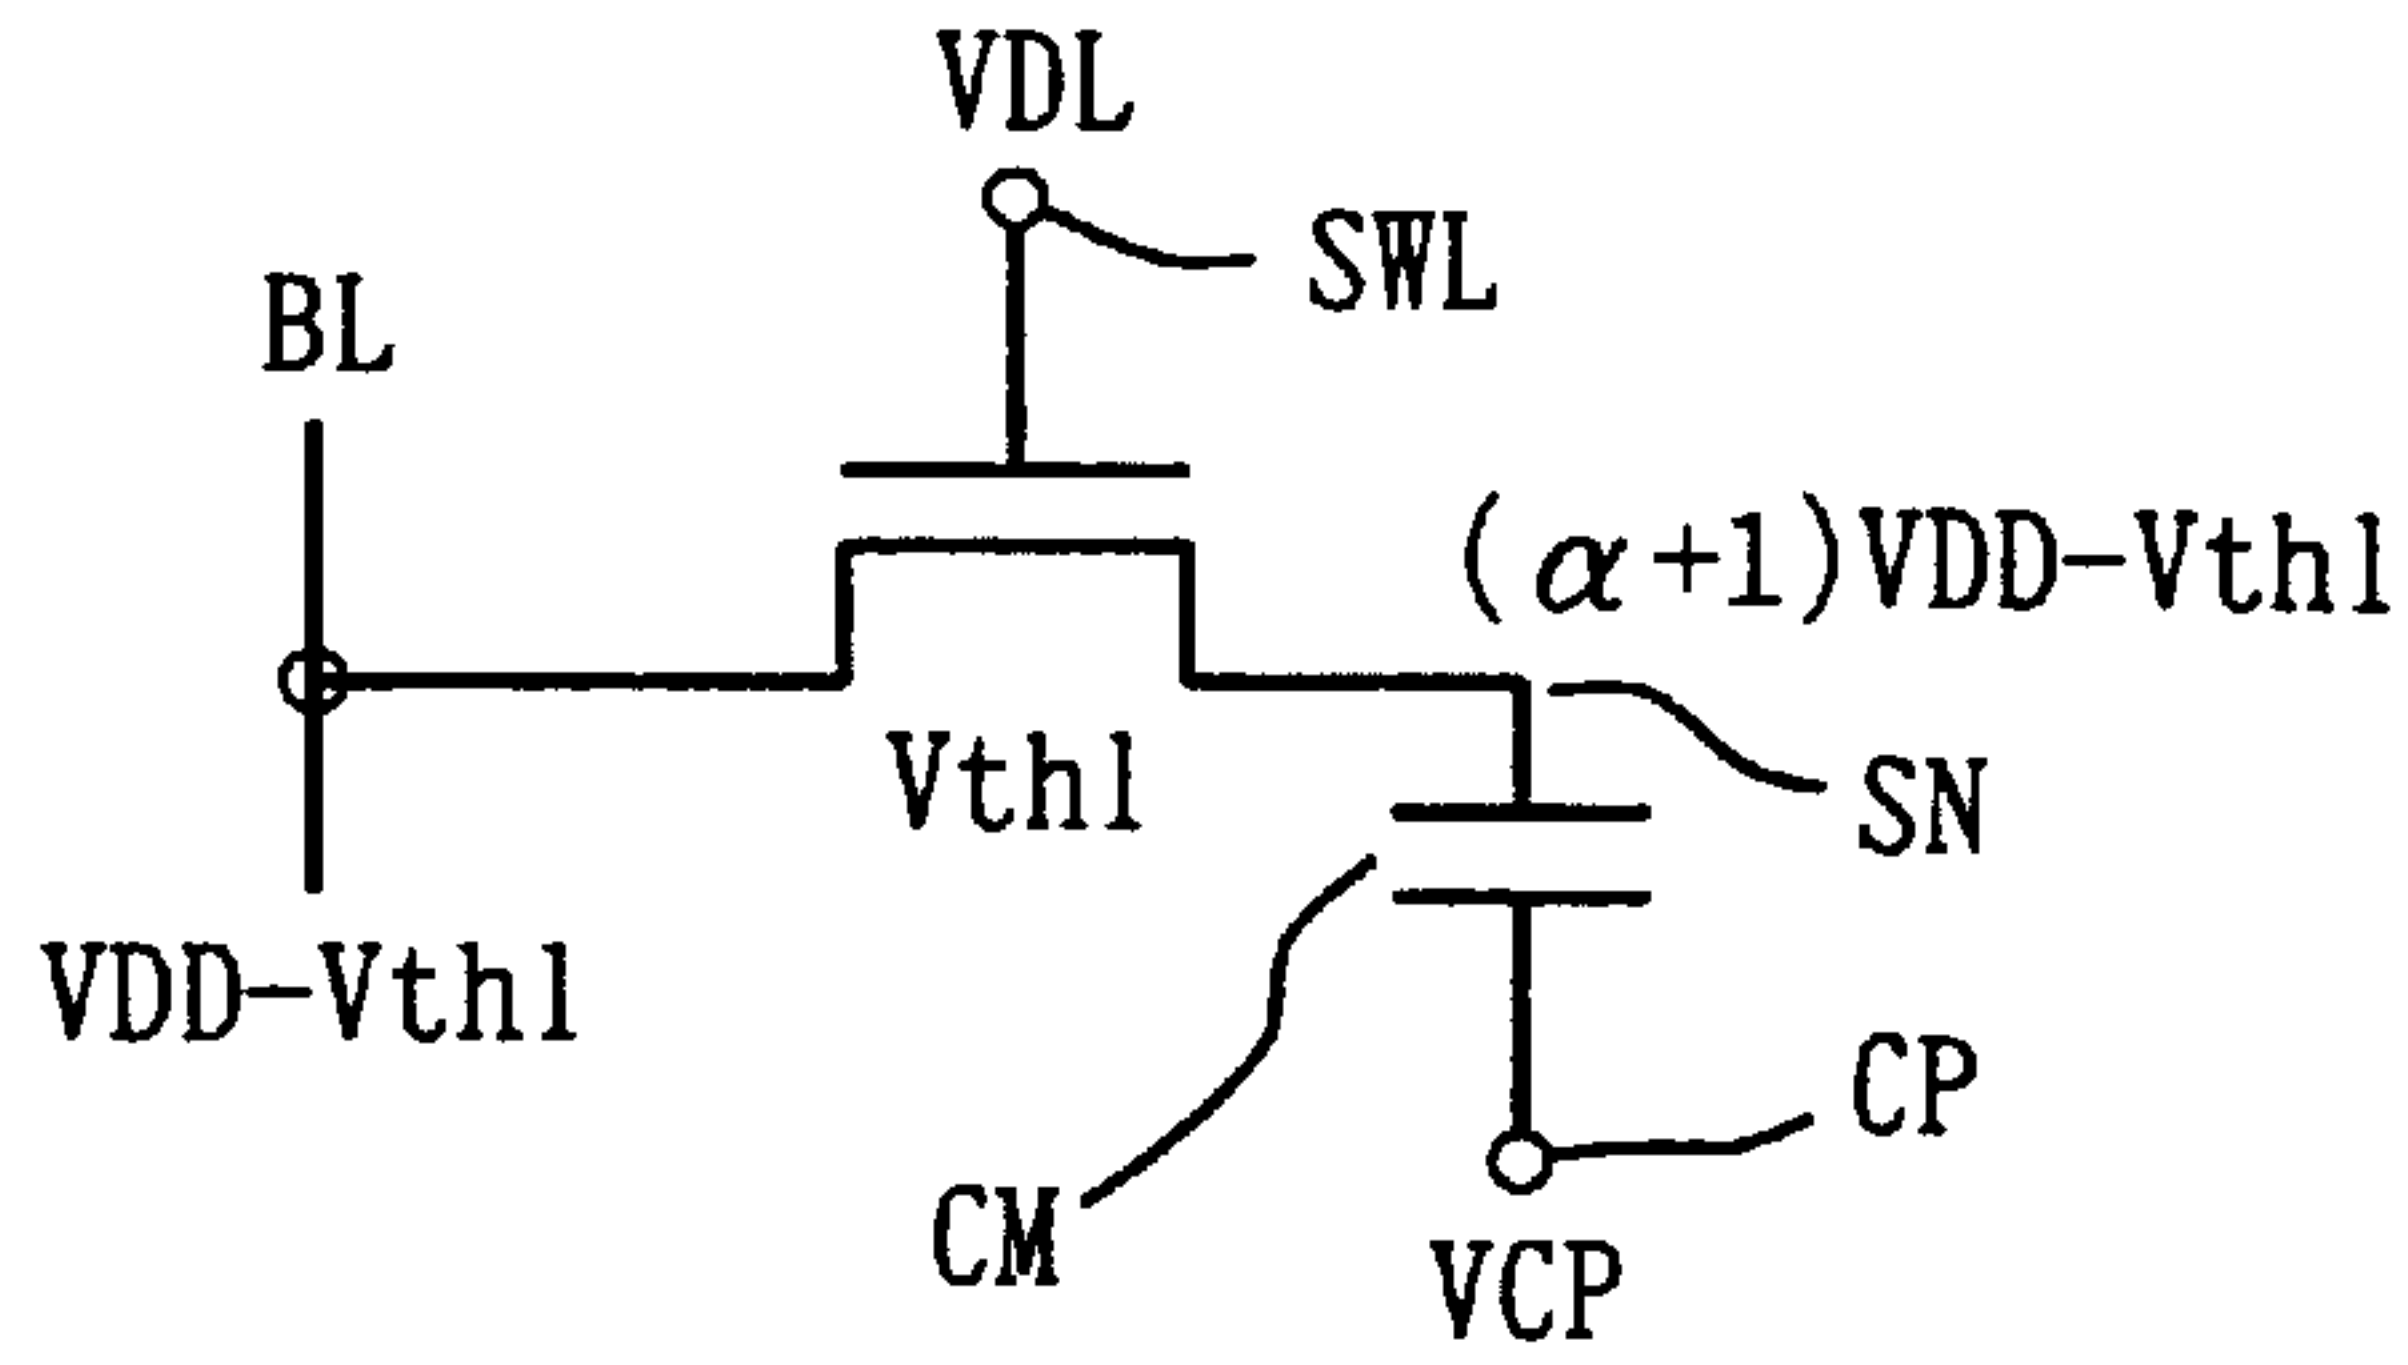 VDL
SWL
BL
(α+1)VDD-Vthl
Vthl
SN
VDD-Vthl
CP
CM
VCP